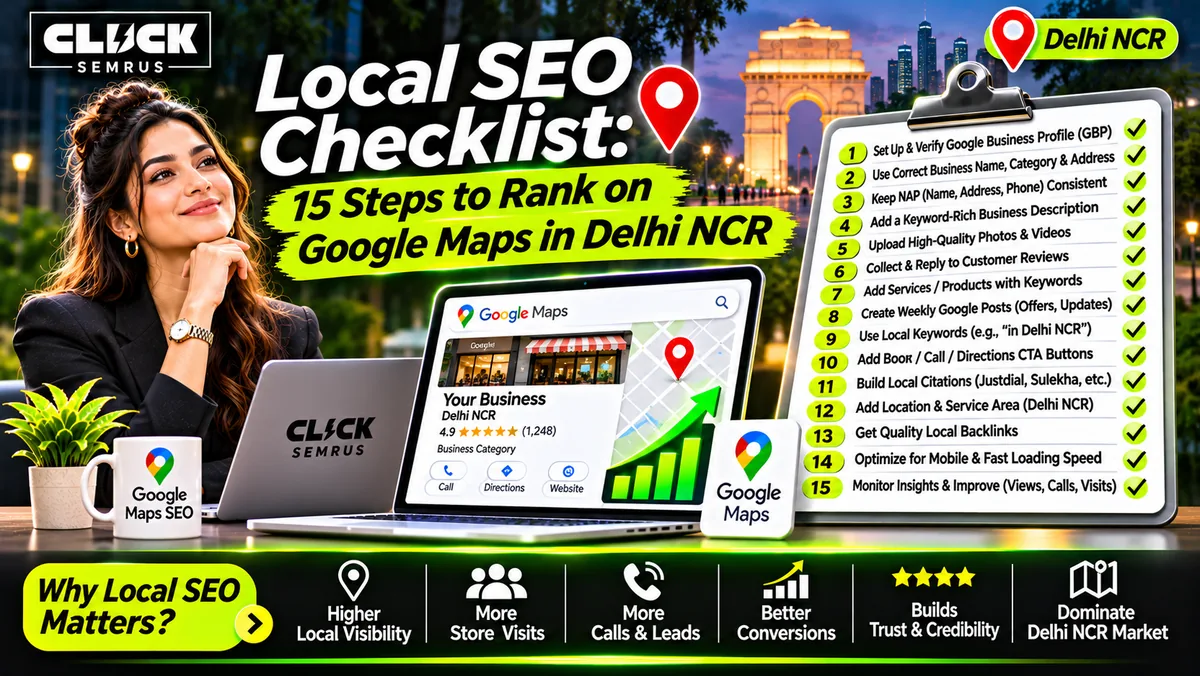 CLICK
SEMRUS
Local SEO
Checklist:
15 Steps to Rank on
Google Maps in Delhi NCR
Delhi NCR
1 Set Up & Verify Google Business Profile (GBP)
2 Use Correct Business Name, Category & Address
3 Keep NAP (Name, Address, Phone) Consistent
4 Add a Keyword-Rich Business Description
5 Upload High-Quality Photos & Videos
6 Collect & Reply to Customer Reviews
7 Add Services / Products with Keywords
8 Create Weekly Google Posts (Offers, Updates)
9 Use Local Keywords (e.g., “in Delhi NCR”)
10 Add Book / Call / Directions CTA Buttons
11 Build Local Citations (Justdial, Sulekha, etc.)
12 Add Location & Service Area (Delhi NCR)
13 Get Quality Local Backlinks
14 Optimize for Mobile & Fast Loading Speed
15 Monitor Insights & Improve (Views, Calls, Visits)
Google Maps
Google
Your Business
Delhi NCR
4.9 (1,248)
Business Category
Call Directions Website
CLICK
SEMRUS
Google
Maps SEO
Google
Maps
Why Local SEO
Matters?
Higher
Local Visibility
More
Store Visits
More
Calls & Leads
Better
Conversions
Builds
Trust & Credibility
Dominate
Delhi NCR Market